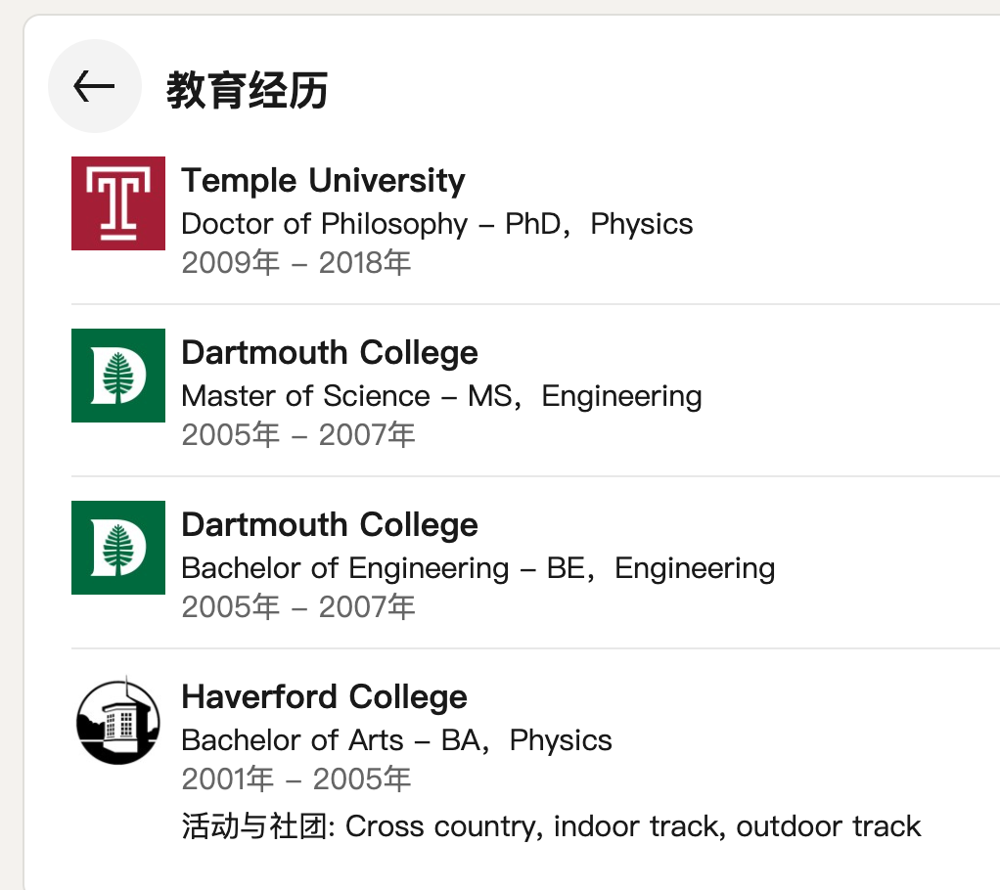 教育经历
Temple University
Doctor of Philosophy – PhD，Physics
2009年 – 2018年
Dartmouth College
Master of Science – MS，Engineering
2005年 – 2007年
Dartmouth College
Bachelor of Engineering – BE，Engineering
2005年 – 2007年
Haverford College
Bachelor of Arts – BA，Physics
2001年 – 2005年
活动与社团: Cross country, indoor track, outdoor track